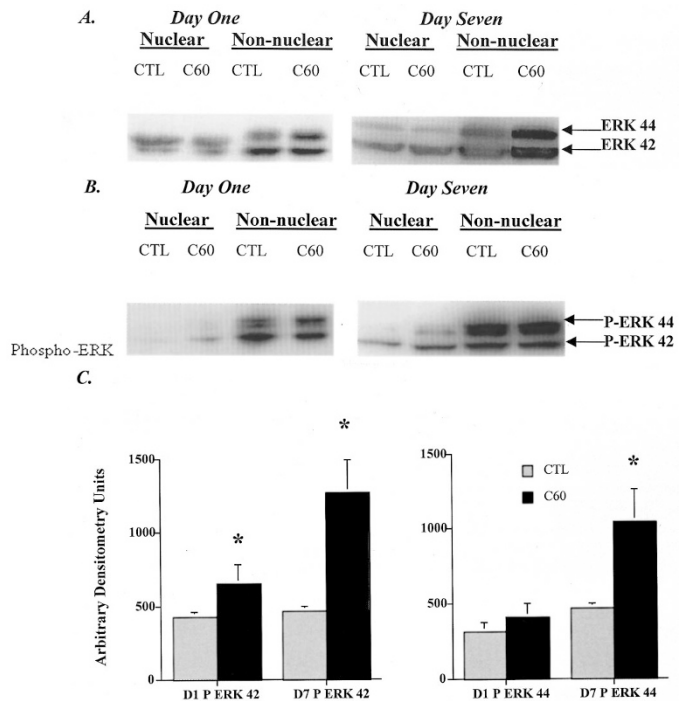 A. Day One Day Seven
Nuclear Non-nuclear Nuclear Non-nuclear
CTL C60 CTL C60 CTL C60 CTL C60
ERK 44
ERK 42
B. Day One Day Seven
Nuclear Non-nuclear Nuclear Non-nuclear
CTL C60 CTL C60 CTL C60 CTL C60
P-ERK 44
Phospho-ERK P-ERK 42
C.
Arbitrary Densitometry Units
1500
1000
500
0
*
*
D1 P ERK 42 D7 P ERK 42
1500
1000
500
0
CTL
C60
*
D1 P ERK 44 D7 P ERK 44